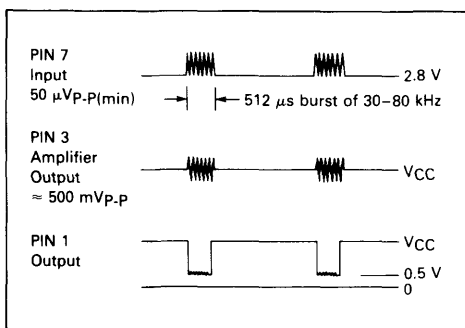 PIN 7
Input
50 μVP-P(min)
2.8 V
512 μs burst of 30–80 kHz
PIN 3
Amplifier
Output
≈ 500 mVP-P
VCC
PIN 1
Output
VCC
0.5 V
0